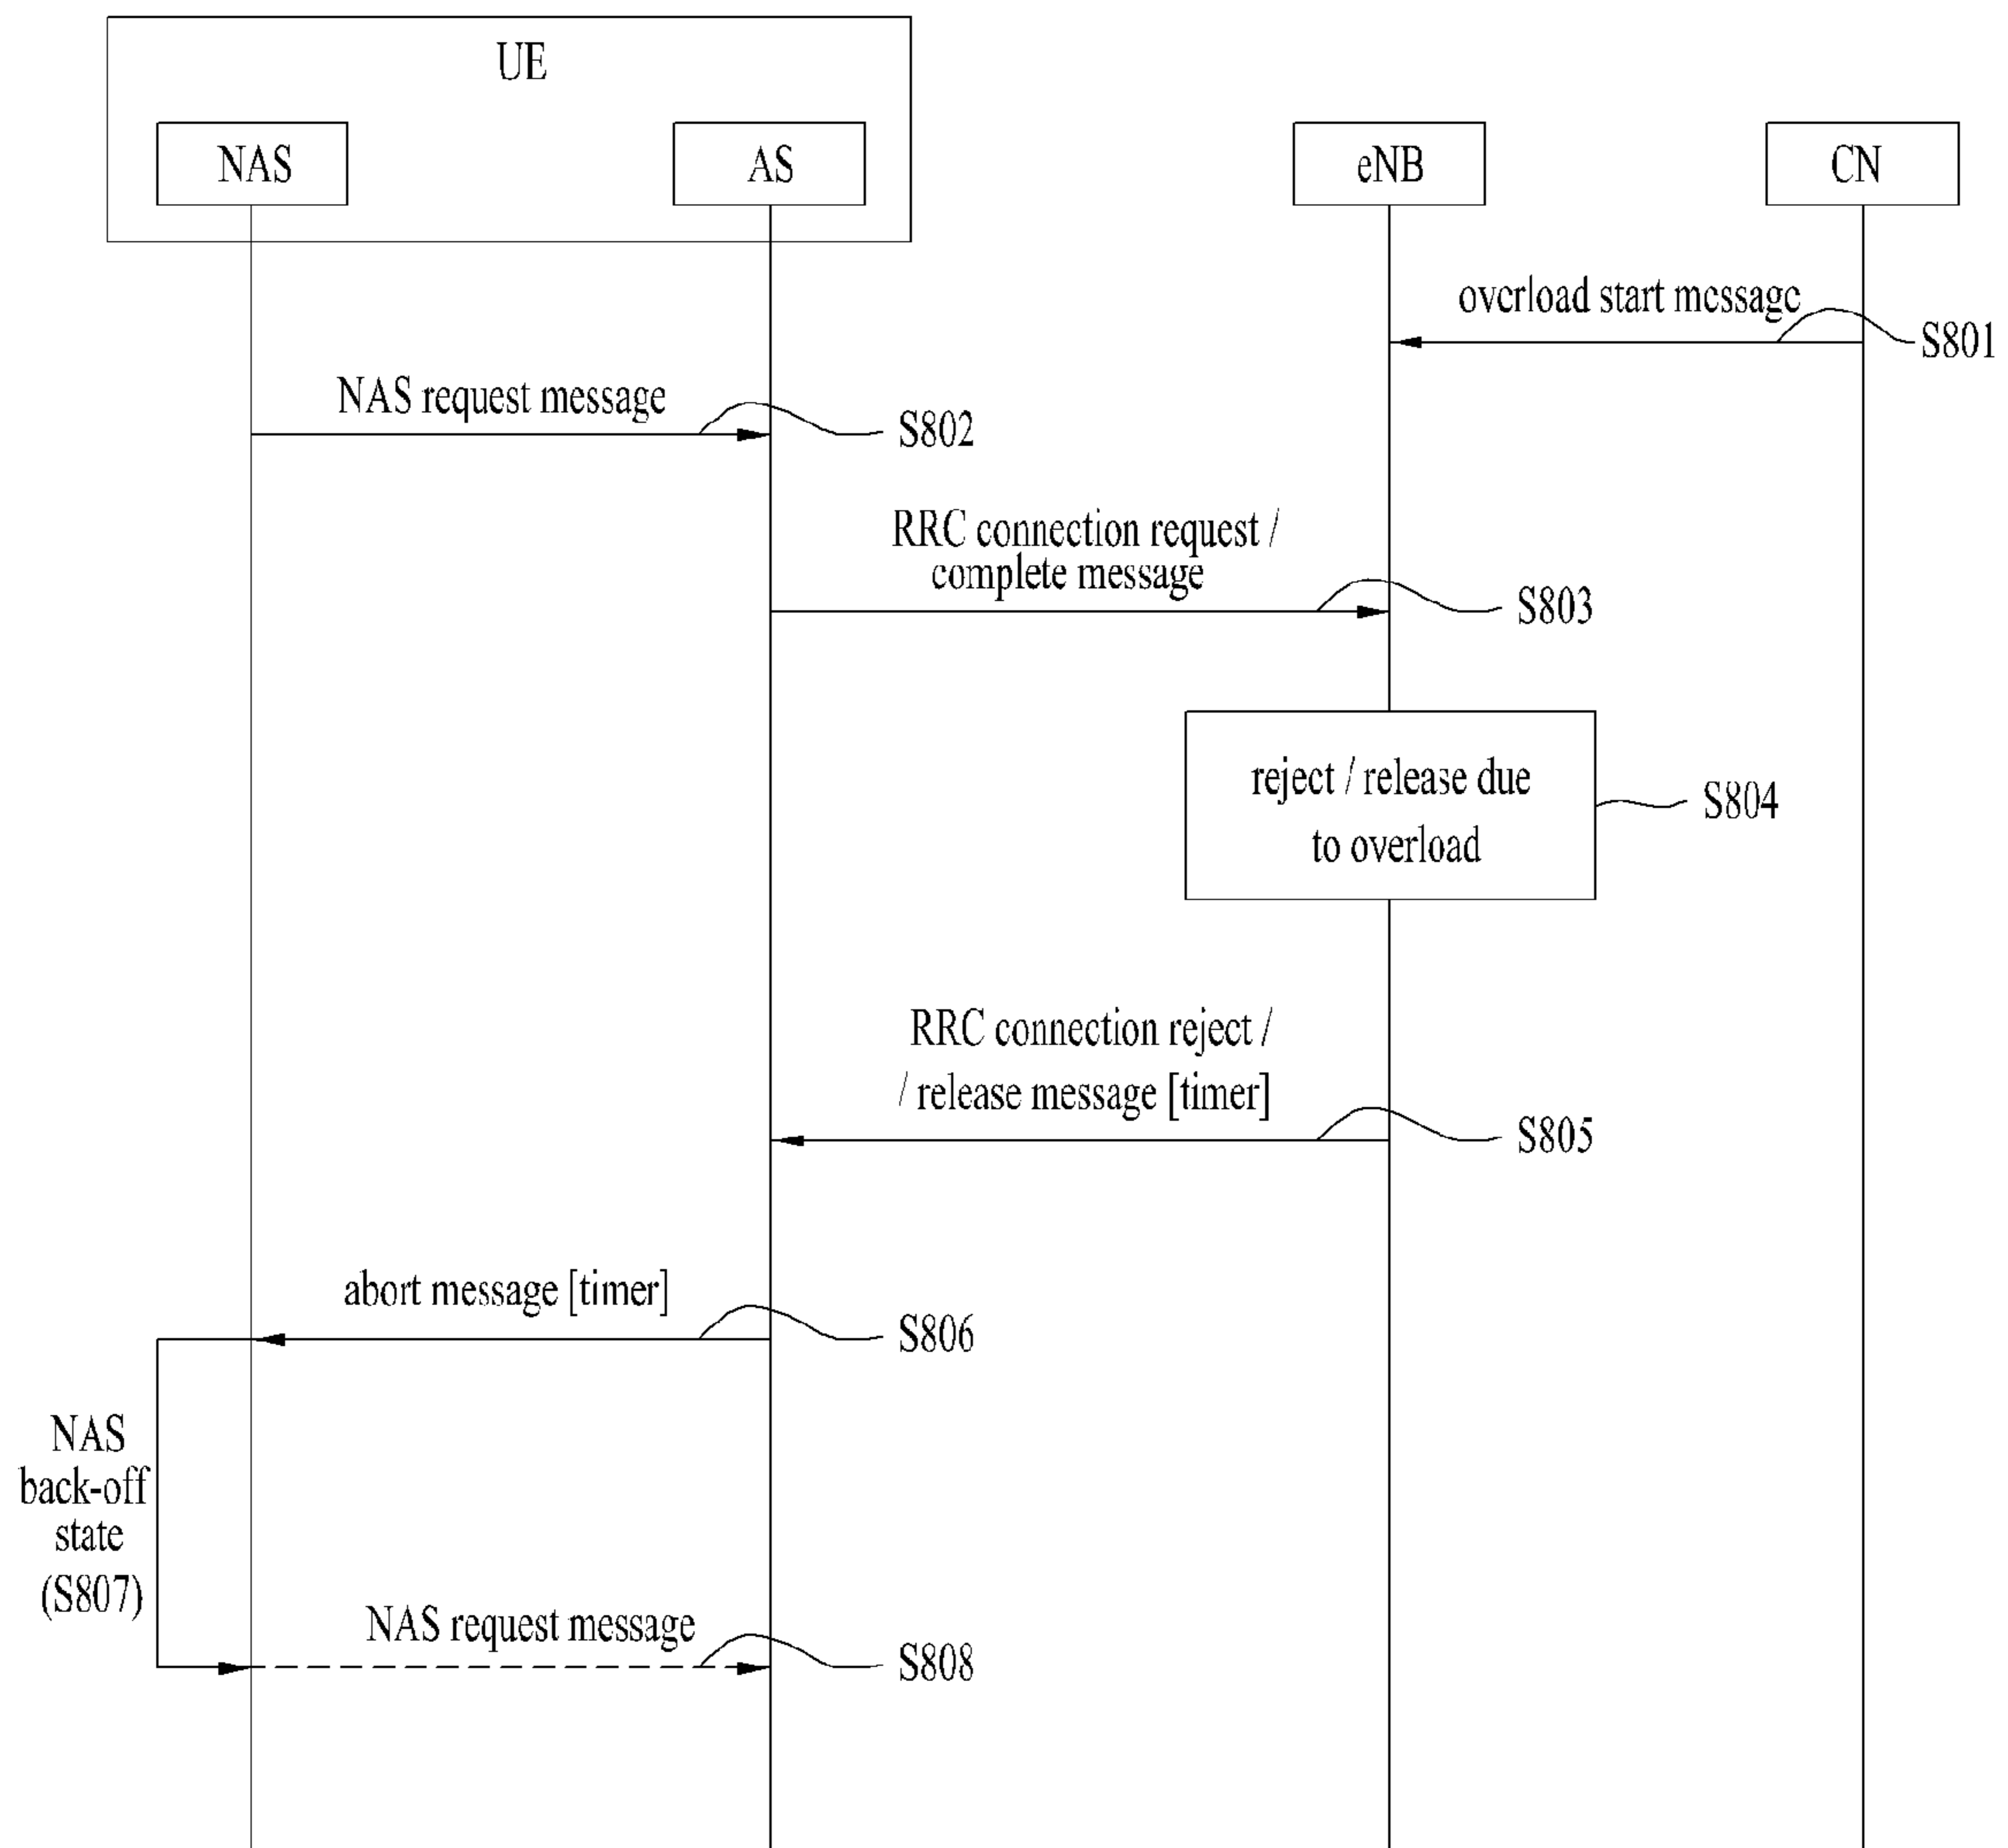 UE
NAS
AS
eNB
CN
overload start message
S801
NAS request message
S802
RRC connection request /
complete message
S803
reject / release due
to overload
S804
RRC connection reject /
/ release message [timer]
S805
abort message [timer]
S806
NAS
back-off
state
(S807)
NAS request message
S808